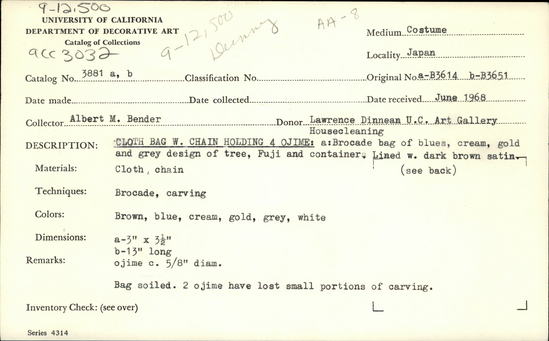 9-12,500
UNIVERSITY OF CALIFORNIA
DEPARTMENT OF DECORATIVE ART
Catalog of Collections
acc 3032
9-12,500
Dunny
AA-8
Medium Costume
Locality Japan
Catalog No. 3881 a, b Classification No. Original No. a-B3614 b-B3651
Date made Date collected Date received June 1968
Collector Albert M. Bender Donor Lawrence Dinnean U.C. Art Gallery
Housecleaning
DESCRIPTION: CLOTH BAG W. CHAIN HOLDING 4 OJIME: a:Brocade bag of blues, cream, gold
and grey design of tree, Fuji and container. Lined w. dark brown satin.
(see back)
Materials: Cloth, chain
Techniques: Brocade, carving
Colors: Brown, blue, cream, gold, grey, white
Dimensions: a-3" x 3½"
b-13" long
Remarks: ojime c. 5/8" diam.
Bag soiled. 2 ojime have lost small portions of carving.
Inventory Check: (see over)
Series 4314